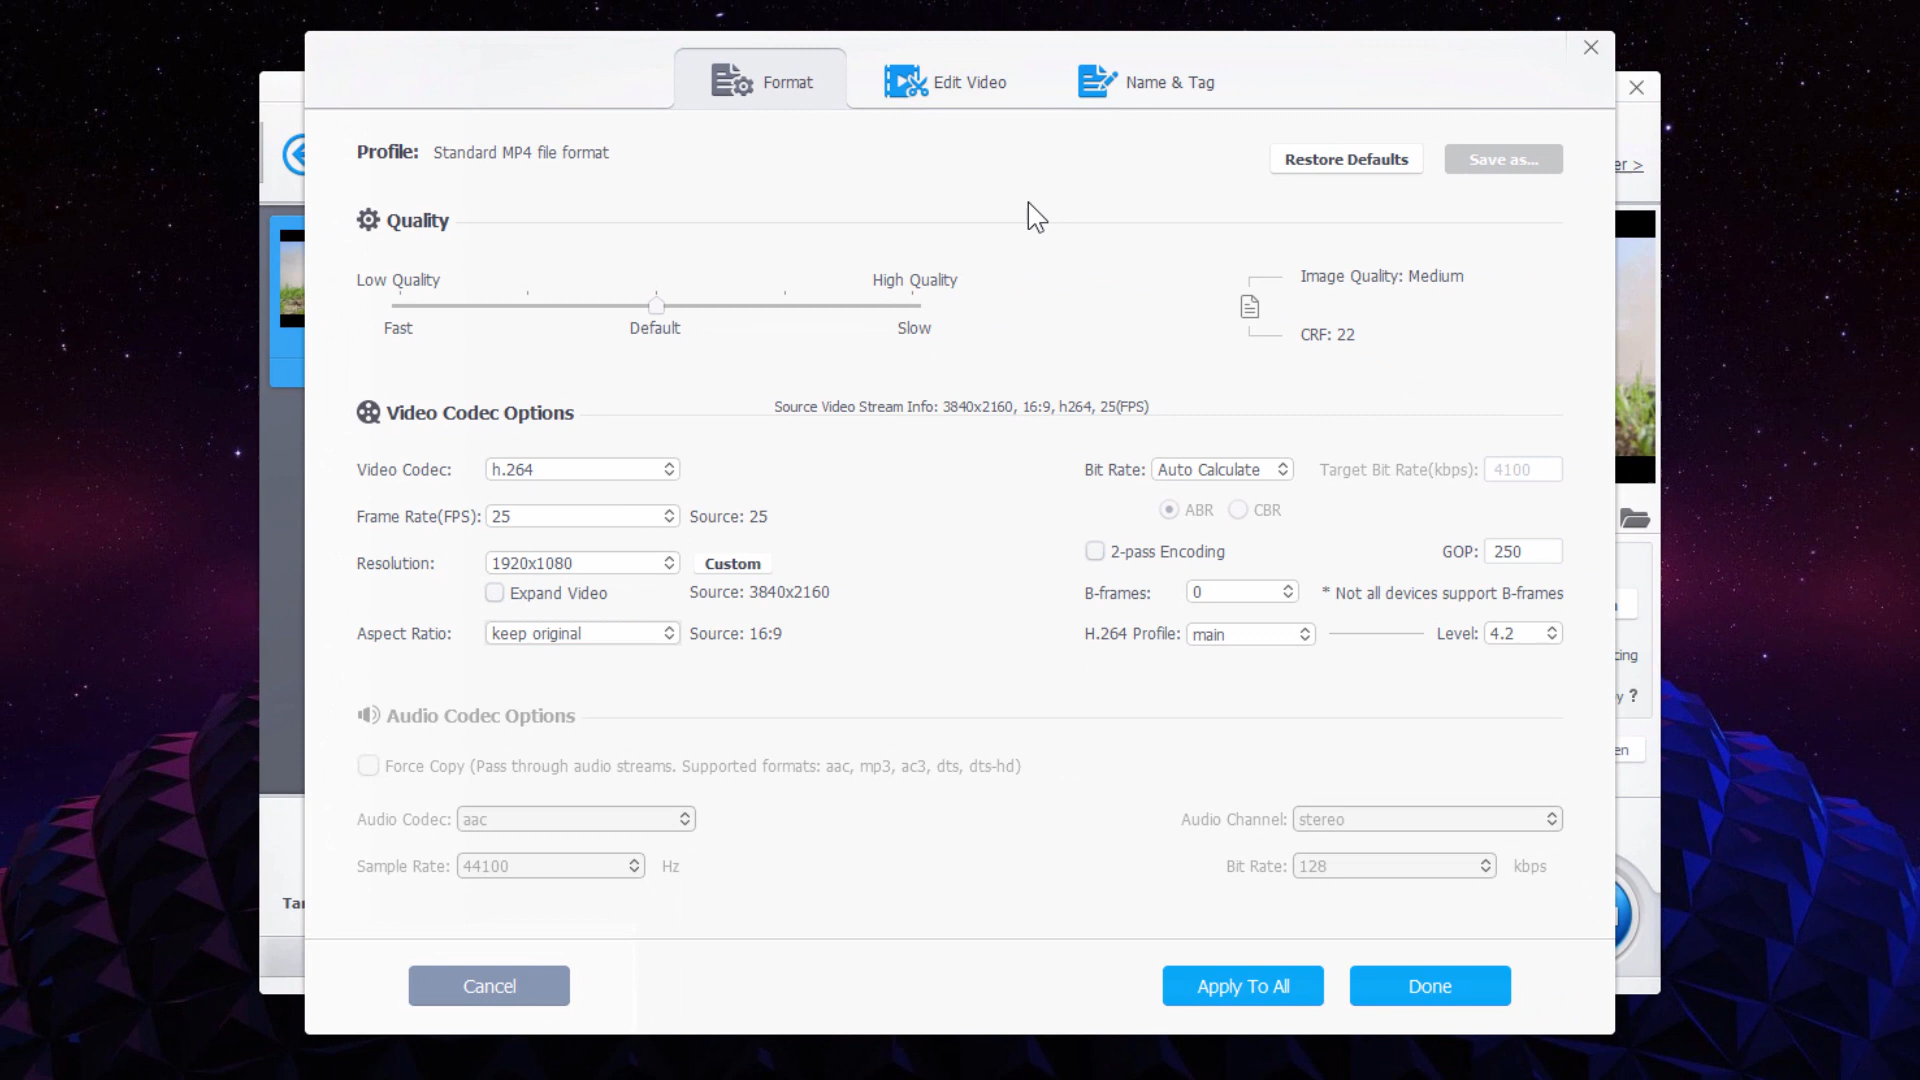 Format
Edit Video
Name & Tag
Profile: Standard MP4 file format
Restore Defaults
Save as...
er >
Quality
Low Quality
High Quality
Fast
Default
Slow
Image Quality: Medium
CRF: 22
Video Codec Options
Source Video Stream Info: 3840x2160, 16:9, h264, 25(FPS)
Video Codec: h.264
Bit Rate: Auto Calculate
Target Bit Rate(kbps): 4100
Frame Rate(FPS): 25 Source: 25
ABR CBR
Resolution: 1920x1080 Custom
2-pass Encoding
GOP: 250
Expand Video Source: 3840x2160
B-frames: 0 * Not all devices support B-frames
Aspect Ratio: keep original Source: 16:9
H.264 Profile: main Level: 4.2
cing
y ?
Audio Codec Options
en
Force Copy (Pass through audio streams. Supported formats: aac, mp3, ac3, dts, dts-hd)
Audio Codec: aac
Audio Channel: stereo
Sample Rate: 44100 Hz
Bit Rate: 128 kbps
Tar
Cancel
Apply To All
Done